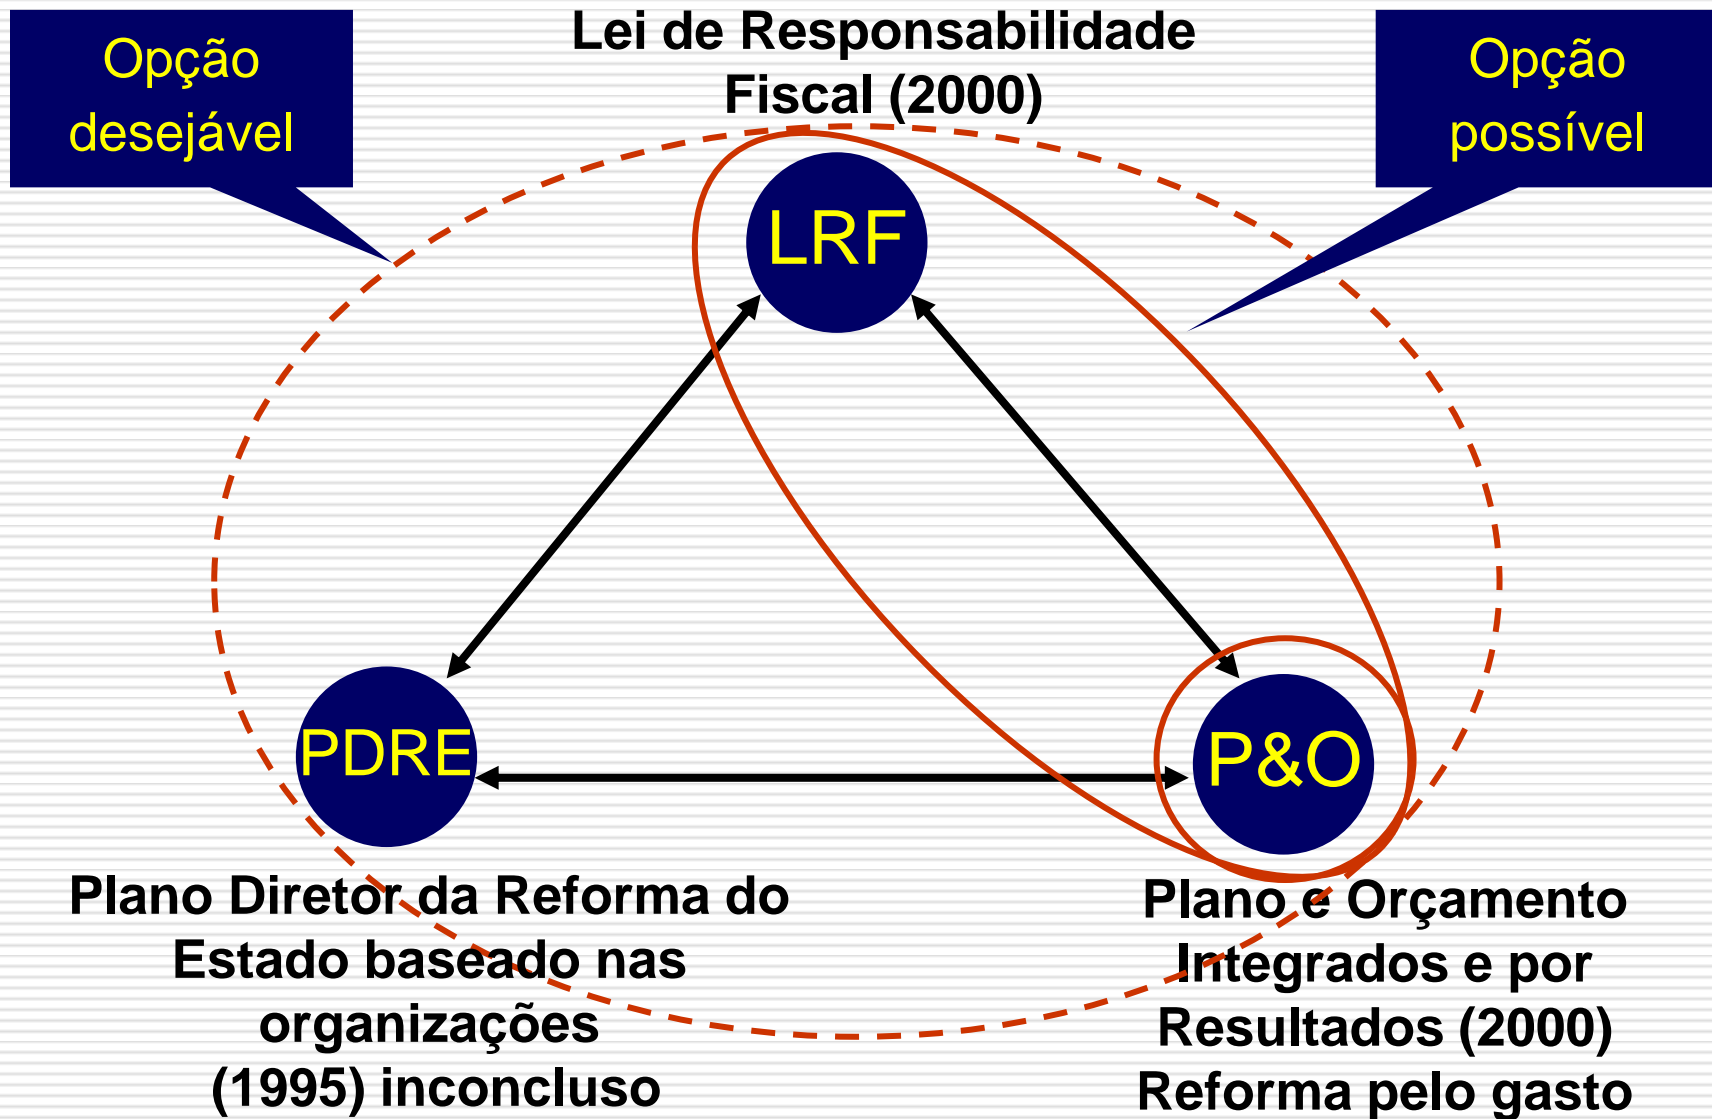 Opção
desejável
Lei de Responsabilidade
Fiscal (2000)
Opção
possível
LRF
PDRE
P&O
Plano Diretor da Reforma do
Estado baseado nas
organizações
(1995) inconcluso
Plano e Orçamento
Integrados e por
Resultados (2000)
Reforma pelo gasto